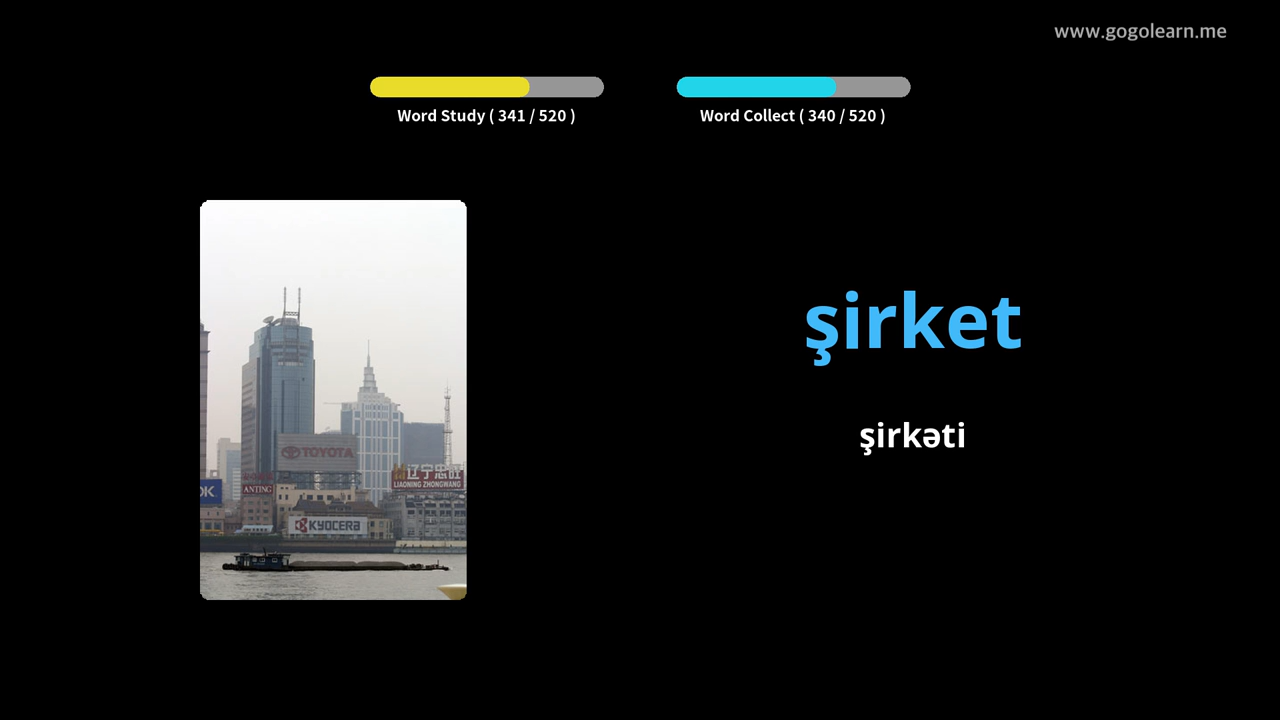 www.gogolearn.me
Word Study ( 341 / 520 )
Word Collect ( 340 / 520 )
şirket
şirkəti
TOYOTA
辽宁忠旺
LIAONING ZHONGWANG
OK
ANTING
KYOCERA